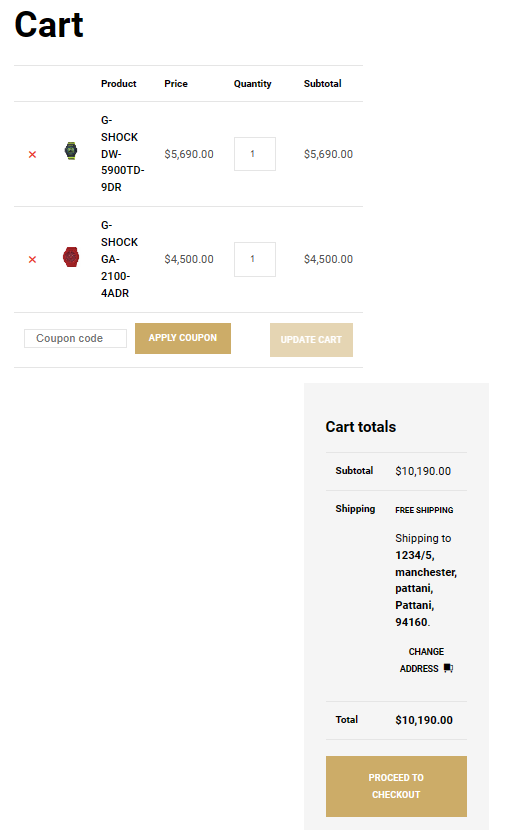 Cart
Product Price Quantity Subtotal
G-
SHOCK
DW-
5900TD-
9DR
× $5,690.00 1 $5,690.00
G-
SHOCK
GA-
2100-
4ADR
× $4,500.00 1 $4,500.00
Coupon code APPLY COUPON UPDATE CART
Cart totals
Subtotal $10,190.00
Shipping FREE SHIPPING
Shipping to
1234/5,
manchester,
pattani,
Pattani,
94160.
CHANGE
ADDRESS
Total $10,190.00
PROCEED TO
CHECKOUT